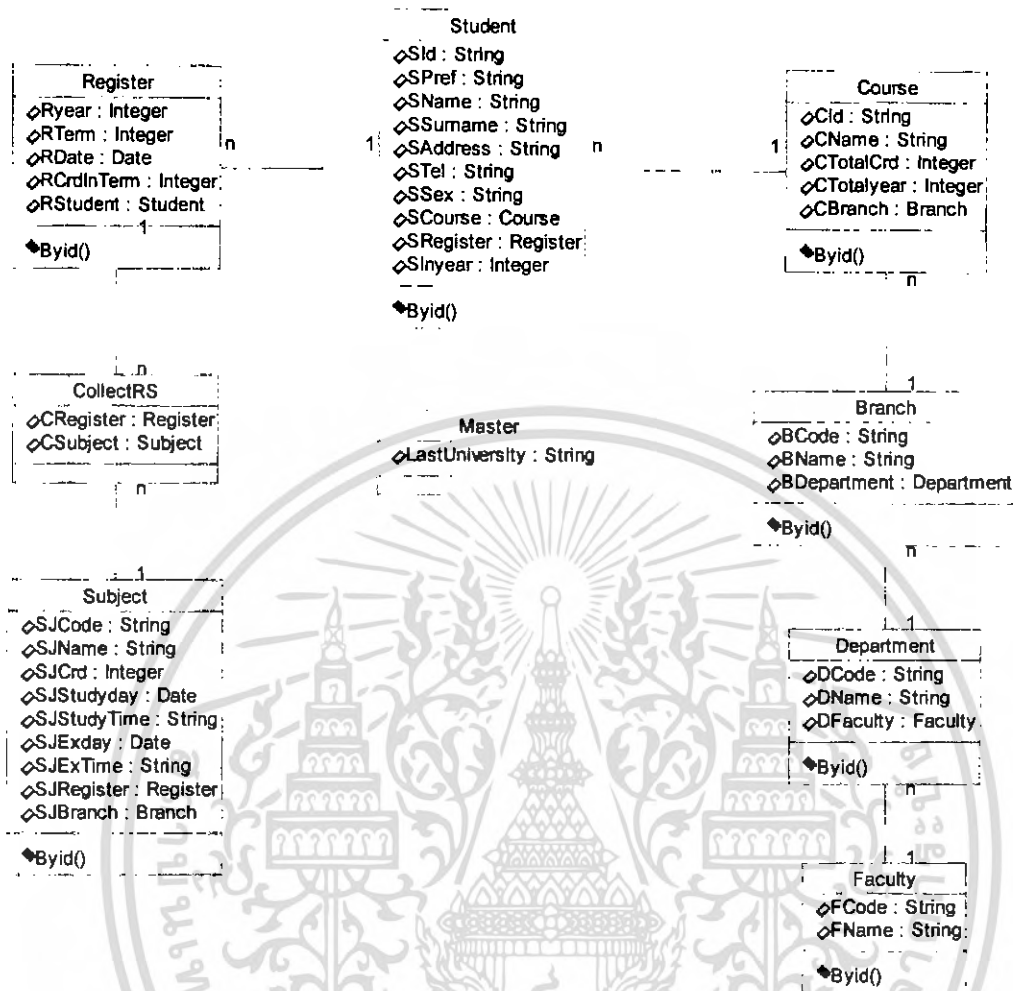 Student
SId : String
SPref : String
SName : String
SSurname : String
SAddress : String
STel : String
SSex : String
SCourse : Course
SRegister : Register
SInyear : Integer
Byid()
Register
Ryear : Integer
RTerm : Integer
RDate : Date
RCrdInTerm : Integer
RStudent : Student
Byid()
n
1
n
1
Course
Cid : String
CName : String
CTotalCrd : Integer
CTotalyear : Integer
CBranch : Branch
Byid()
1
n
n
1
CollectRS
CRegister : Register
CSubject : Subject
n
1
Master
LastUniversity : String
Branch
BCode : String
BName : String
BDepartment : Department
Byid()
n
1
Subject
SJCode : String
SJName : String
SJCrd : Integer
SJStudyday : Date
SJStudyTime : String
SJExday : Date
SJExTime : String
SJRegister : Register
SJBranch : Branch
Byid()
Department
DCode : String
DName : String
DFaculty : Faculty
Byid()
n
1
Faculty
FCode : String
FName : String
Byid()